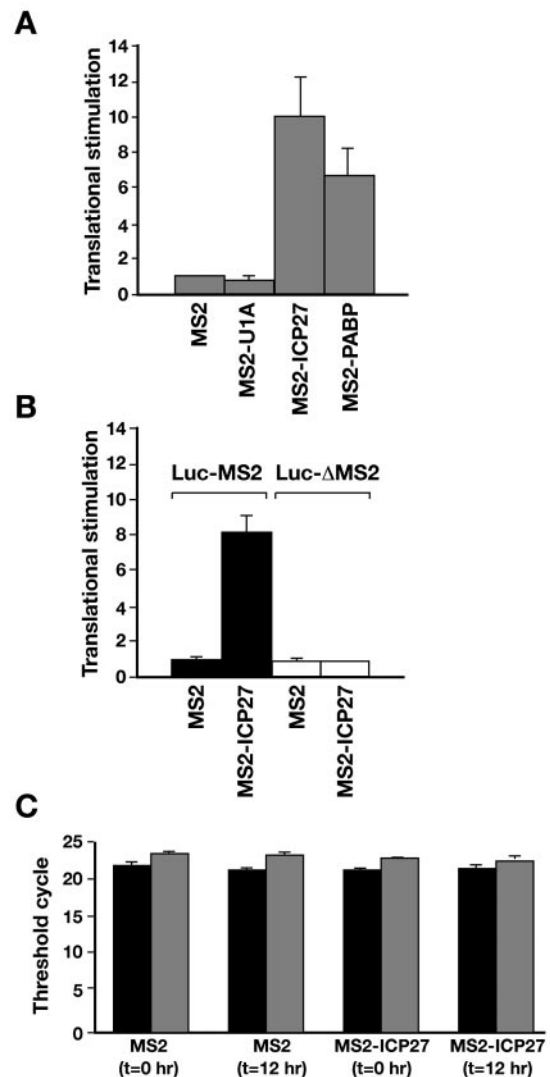 A
Translational stimulation
14
12
10
8
6
4
2
0
MS2
MS2-U1A
MS2-ICP27
MS2-PABP
B
Translational stimulation
14
12
10
8
6
4
2
0
Luc-MS2 Luc-ΔMS2
MS2
MS2-ICP27
MS2
MS2-ICP27
C
Threshold cycle
25
20
15
10
5
0
MS2 MS2 MS2-ICP27 MS2-ICP27
(t=0 hr) (t=12 hr) (t=0 hr) (t=12 hr)